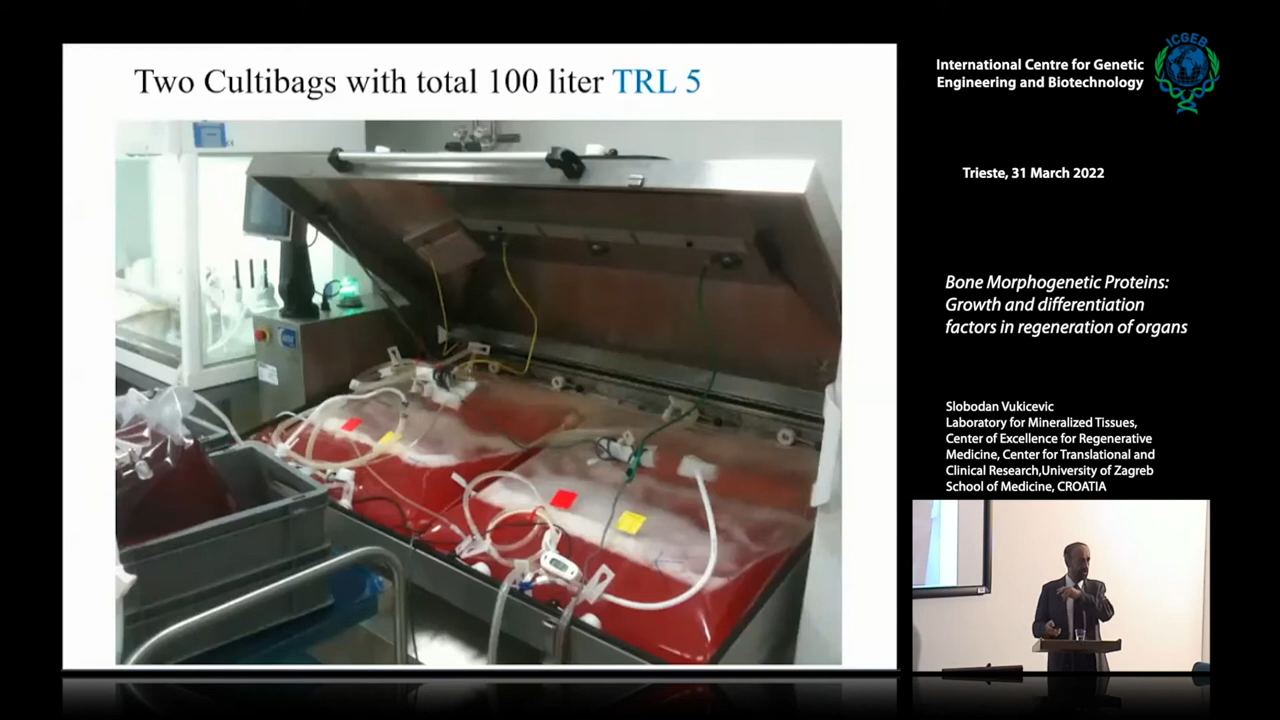 Two Cultibags with total 100 liter TRL 5
International Centre for Genetic
Engineering and Biotechnology
ICGEB
Trieste, 31 March 2022
Bone Morphogenetic Proteins:
Growth and differentiation
factors in regeneration of organs
Slobodan Vukicevic
Laboratory for Mineralized Tissues,
Center of Excellence for Regenerative
Medicine, Center for Translational and
Clinical Research,University of Zagreb
School of Medicine, CROATIA